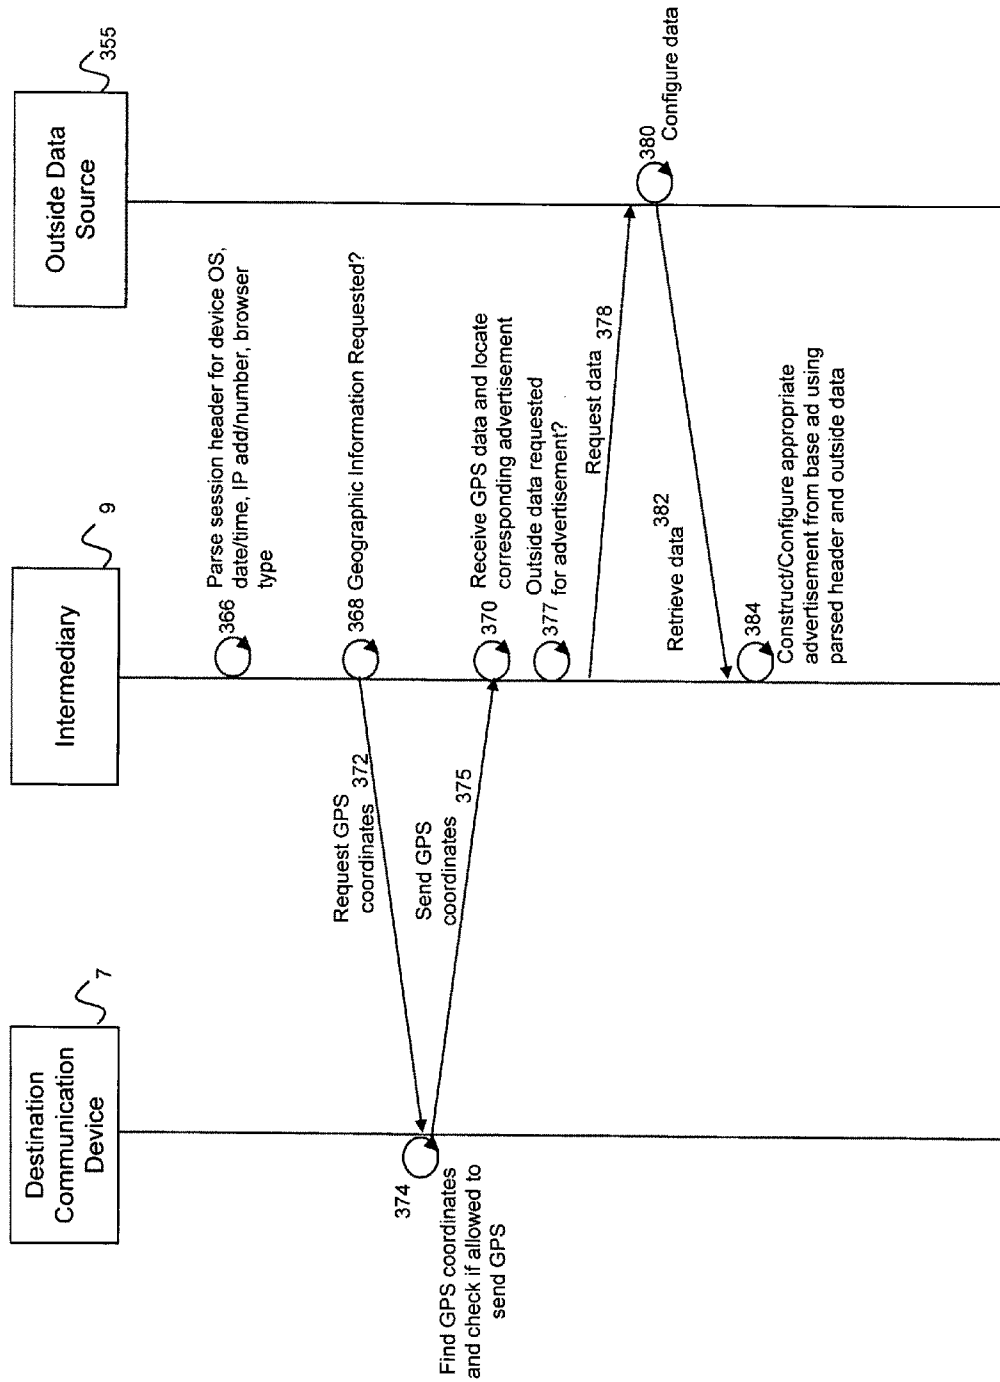 Destination
Communication
Device
7
Intermediary
9
Outside Data
Source
355
366
Parse session header for device OS,
date/time, IP add/number, browser
type
368 Geographic Information Requested?
Request GPS
coordinates 372
374
Find GPS coordinates
and check if allowed to
send GPS
Send GPS
coordinates 375
370
Receive GPS data and locate
corresponding advertisement
377
Outside data requested
for advertisement?
Request data 378
380
Configure data
382
Retrieve data
384
Construct/Configure appropriate
advertisement from base ad using
parsed header and outside data